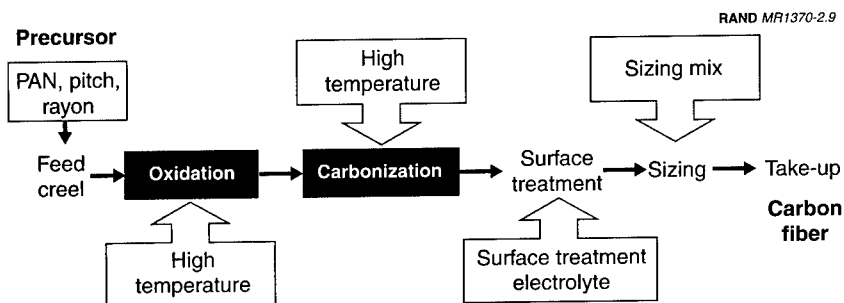 RAND MR1370-2.9
Precursor
PAN, pitch,
rayon
High
temperature
Sizing mix
Feed
creel
Oxidation
Carbonization
Surface
treatment
Sizing
Take-up
Carbon
fiber
High
temperature
Surface treatment
electrolyte